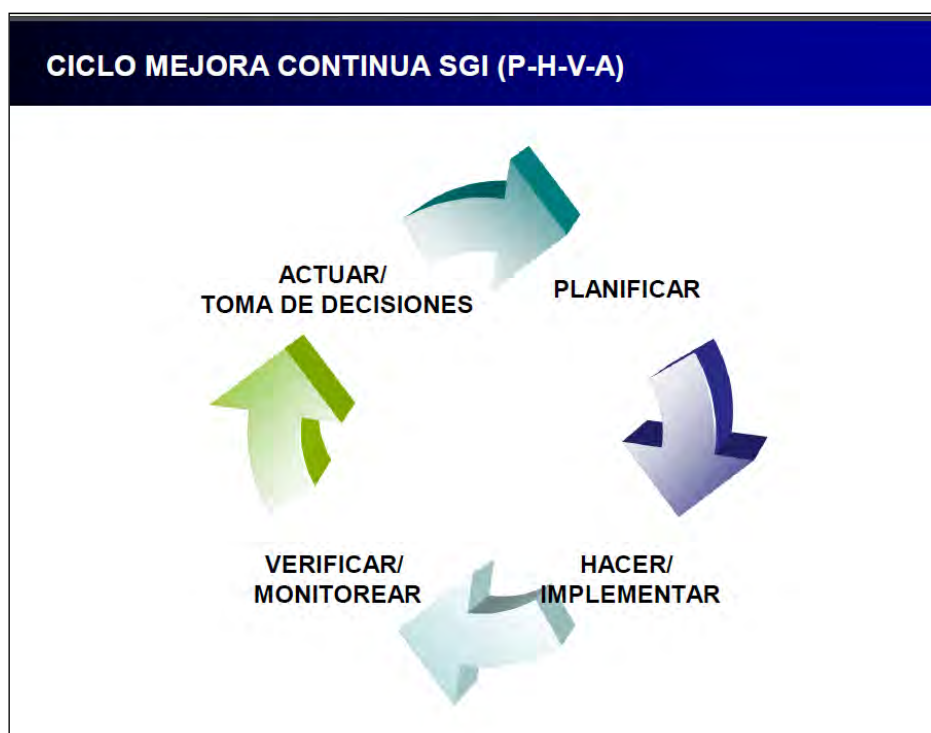 CICLO MEJORA CONTINUA SGI (P-H-V-A)
ACTUAR/
TOMA DE DECISIONES
PLANIFICAR
HACER/
IMPLEMENTAR
VERIFICAR/
MONITOREAR